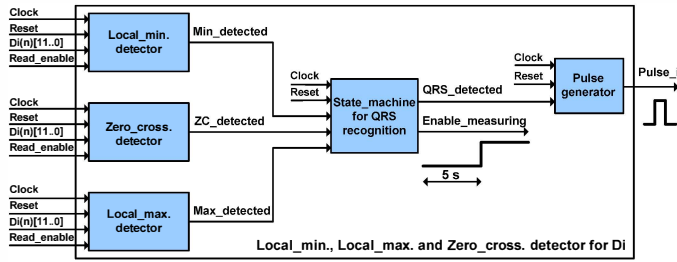 Clock
Reset
Di(n)[11..0]
Read_enable
Local_min.
detector
Min_detected
Clock
Reset
Di(n)[11..0]
Read_enable
Zero_cross.
detector
ZC_detected
Clock
Reset
Di(n)[11..0]
Read_enable
Local_max.
detector
Max_detected
Clock
Reset
State_machine
for QRS
recognition
QRS_detected
Enable_measuring
5 s
Clock
Reset
Pulse
generator
Pulse_i
Local_min., Local_max. and Zero_cross. detector for Di